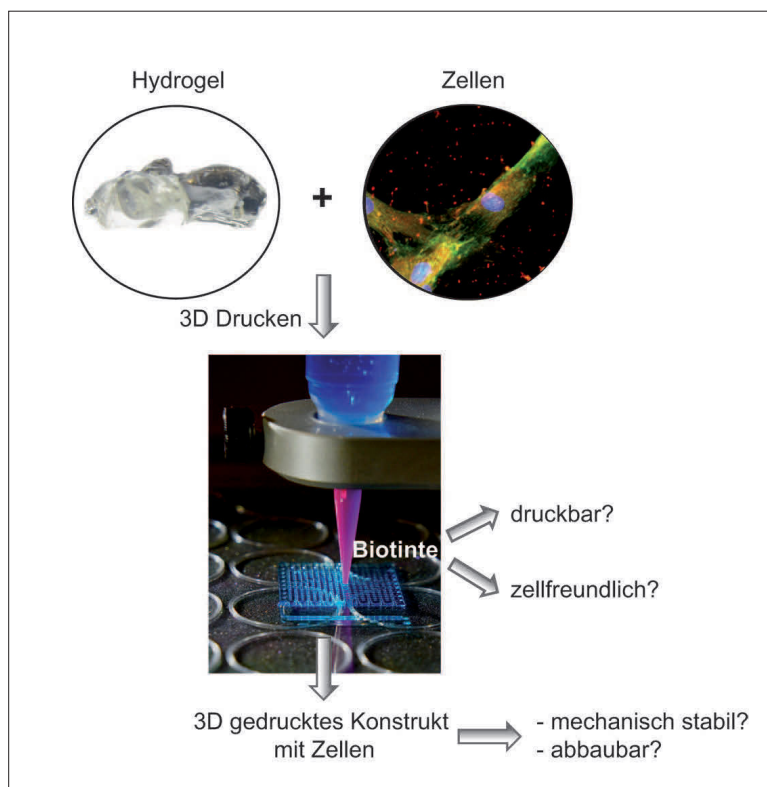 Hydrogel
Zellen
+
3D Drucken
Biotinte
druckbar?
zellfreundlich?
3D gedrucktes Konstrukt
mit Zellen
- mechanisch stabil?
- abbaubar?